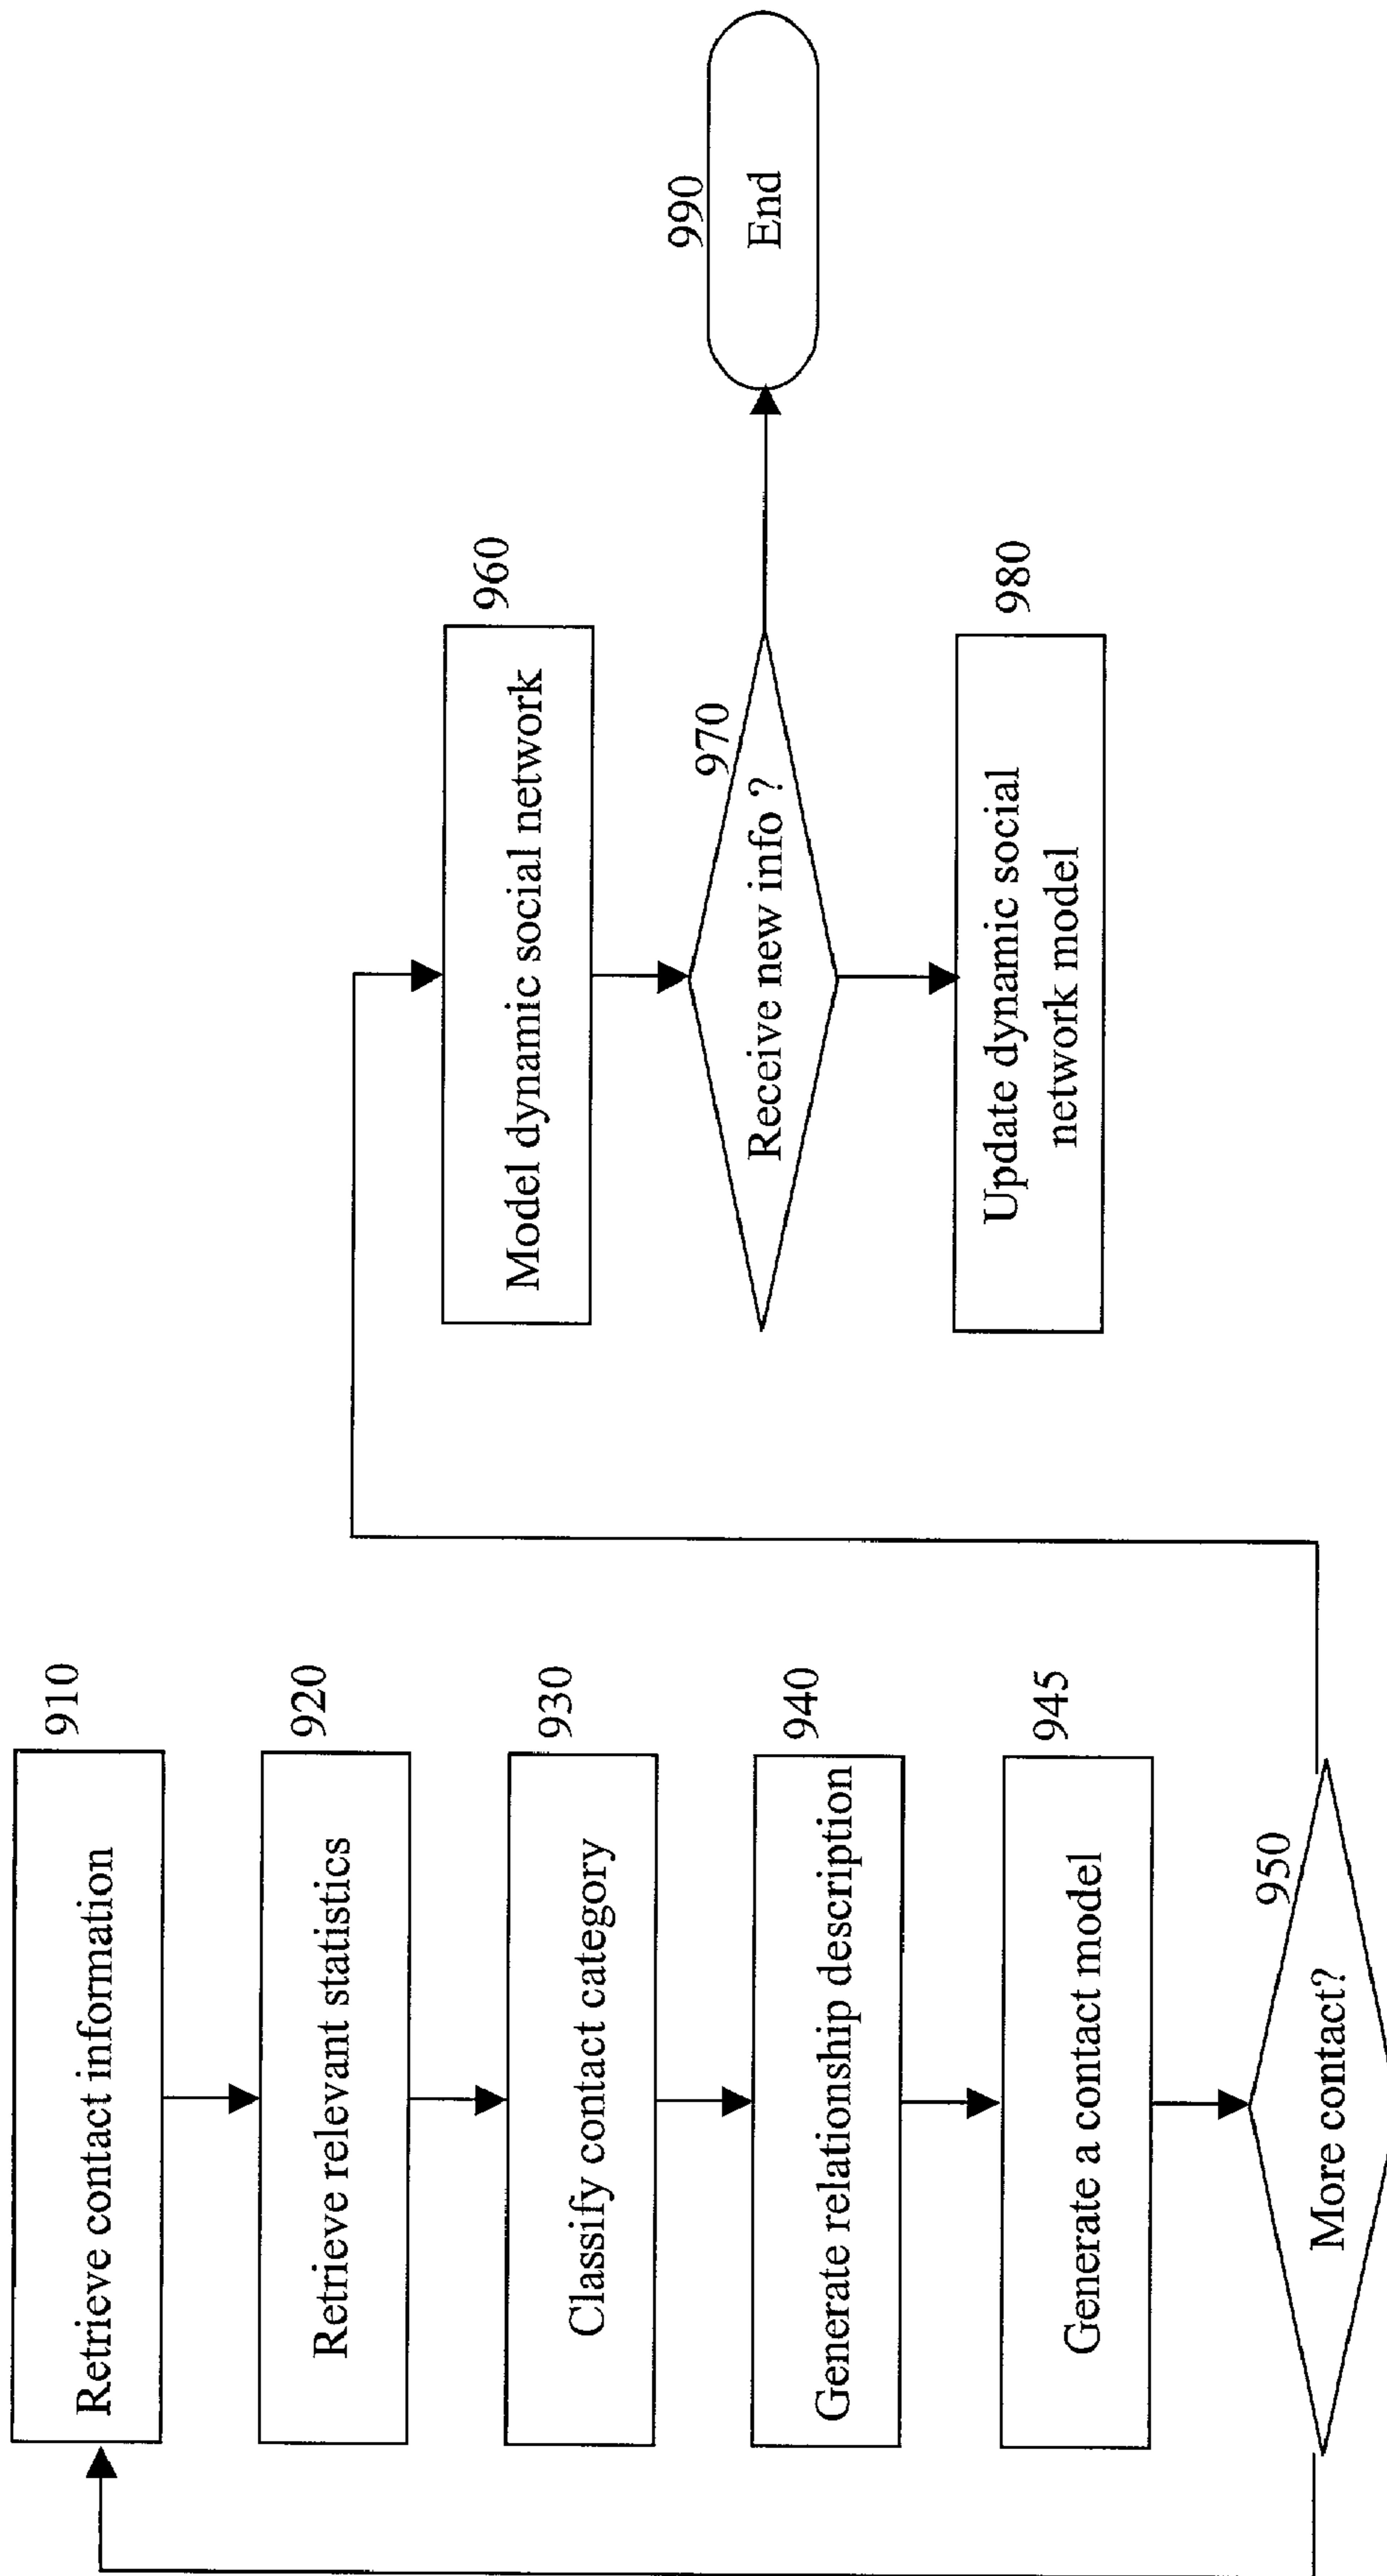 910
Retrieve contact information
920
Retrieve relevant statistics
930
Classify contact category
940
Generate relationship description
945
Generate a contact model
950
More contact?
960
Model dynamic social network
970
Receive new info ?
980
Update dynamic social
network model
990
End